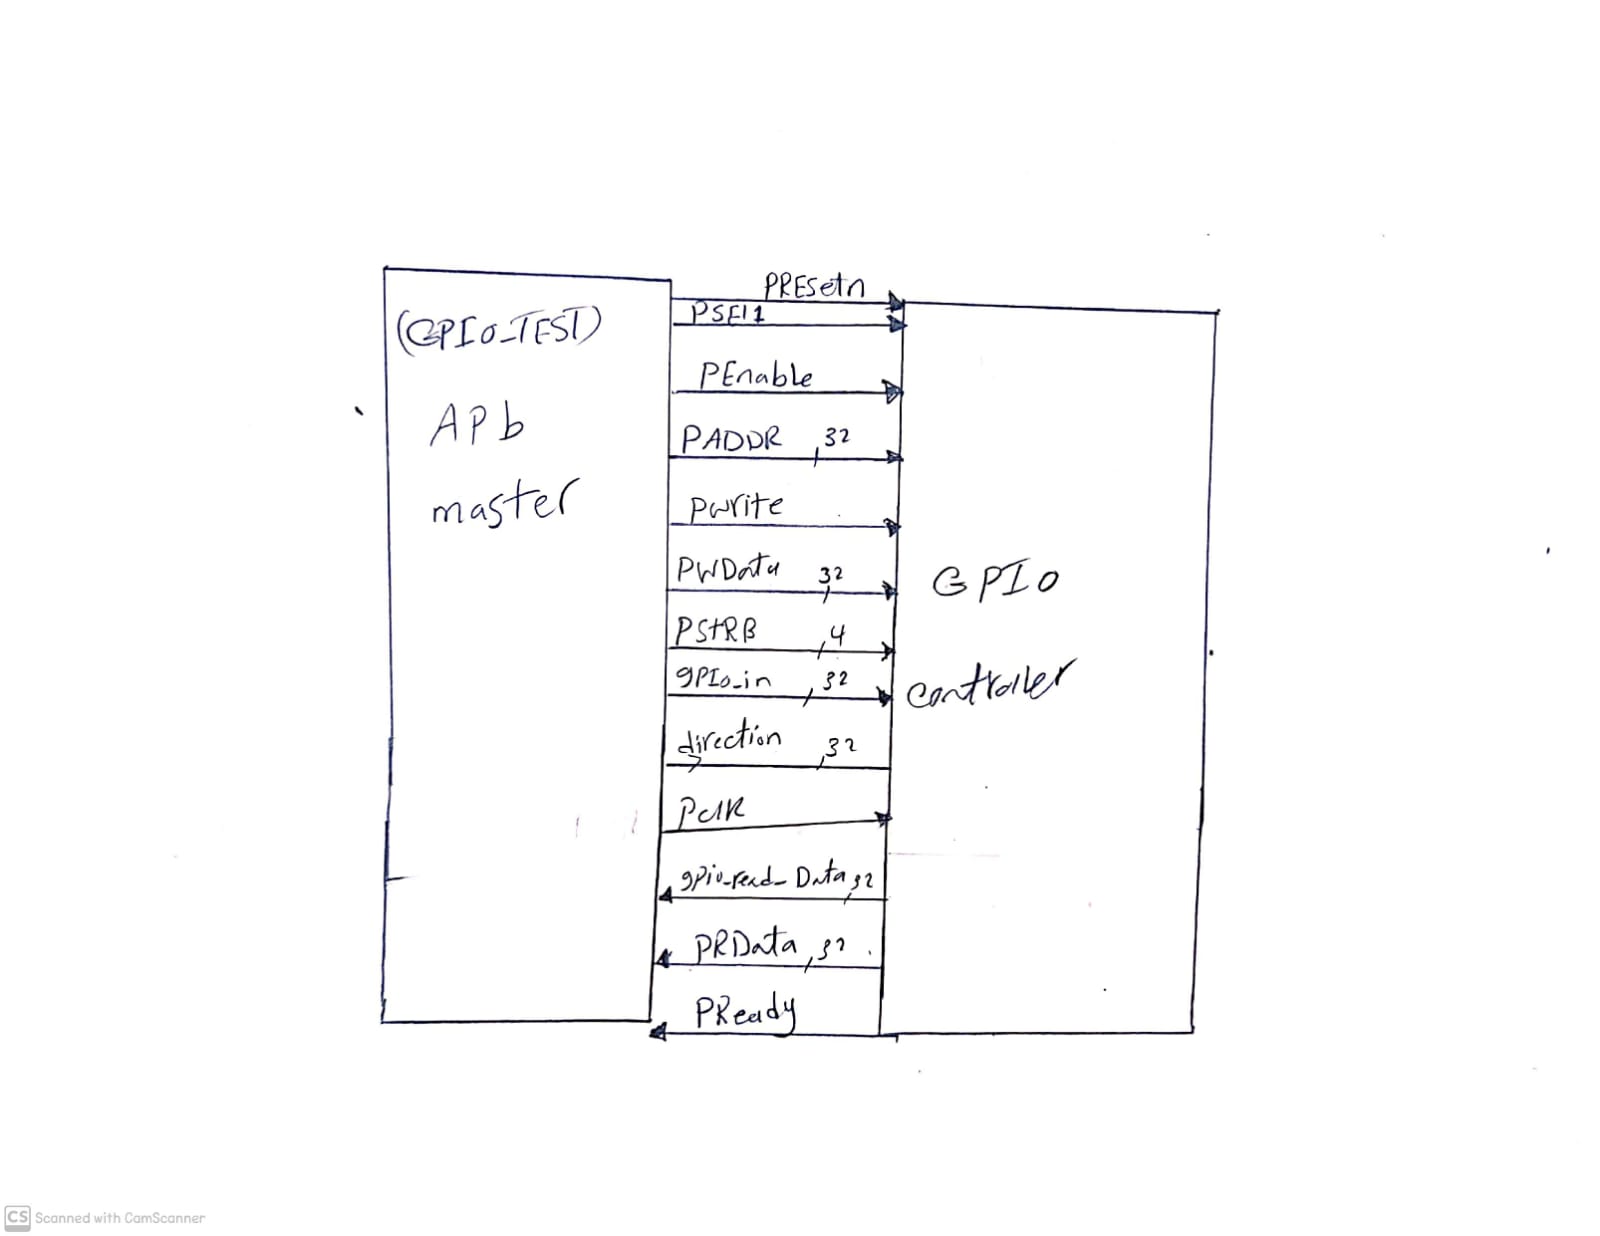 PRESetn
(GPIO_TEST)
PSEl1
PEnable
APb
PADDR 32
master
Pwrite
PWData 32
GPIO
PStRB 4
gPIo_in 32
controller
direction 32
PclK
gpio_read_Data 32
PRData 32
PReady
CS Scanned with CamScanner